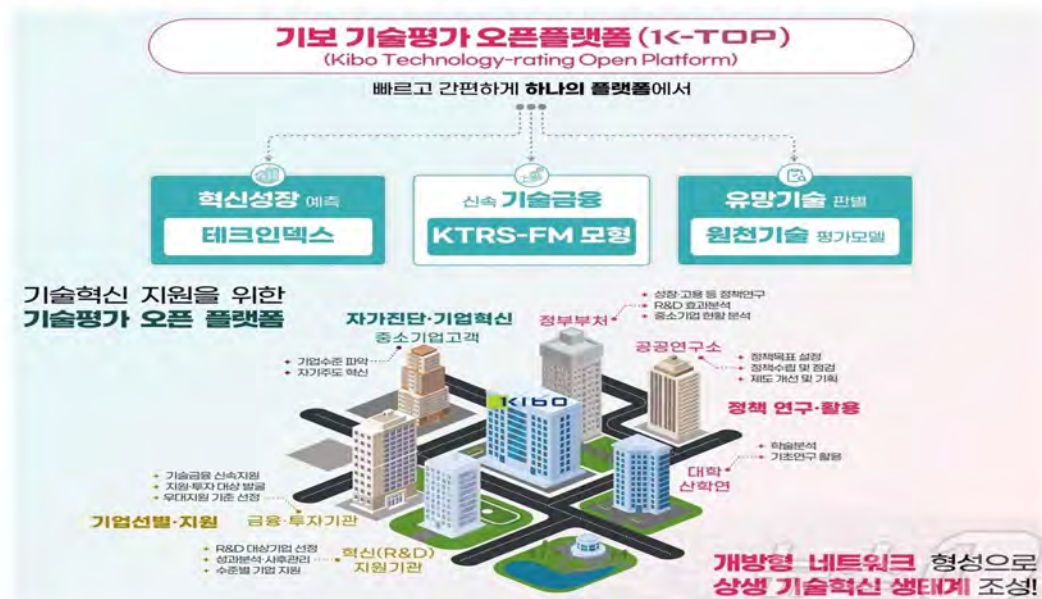 기보 기술평가 오픈플랫폼 (K-TOP)
(Kibo Technology-rating Open Platform)
빠르고 간편하게 하나의 플랫폼에서
혁신성장 예측
테크인덱스
신속 기술금융
KTRS-FM 모형
유망기술 판별
원천기술 평가모델
기술혁신 지원을 위한
기술평가 오픈 플랫폼
자가진단·기업혁신
중소기업고객
• 기업수준 파악
• 자기주도 혁신
정부부처
• 성장·고용 등 정책연구
• R&D 효과분석
• 중소기업 현황 분석
공공연구소
• 정책목표 설정
• 정책수립 및 점검
• 제도 개선 및 기획
정책 연구·활용
KIBO
대학
산학연
• 학술분석
• 기초연구 활용
• 기술금융 신속지원
• 지원·투자 대상 발굴
• 우대지원 기준 선정
기업선별·지원 금융·투자기관
• R&D 대상기업 선정
• 성과분석·사후관리
• 수준별 기업 지원
혁신(R&D)
지원기관
개방형 네트워크 형성으로
상생 기술혁신 생태계 조성!